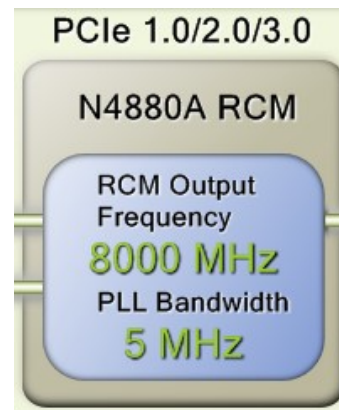 PCIe 1.0/2.0/3.0
N4880A RCM
RCM Output
Frequency
8000 MHz
PLL Bandwidth
5 MHz